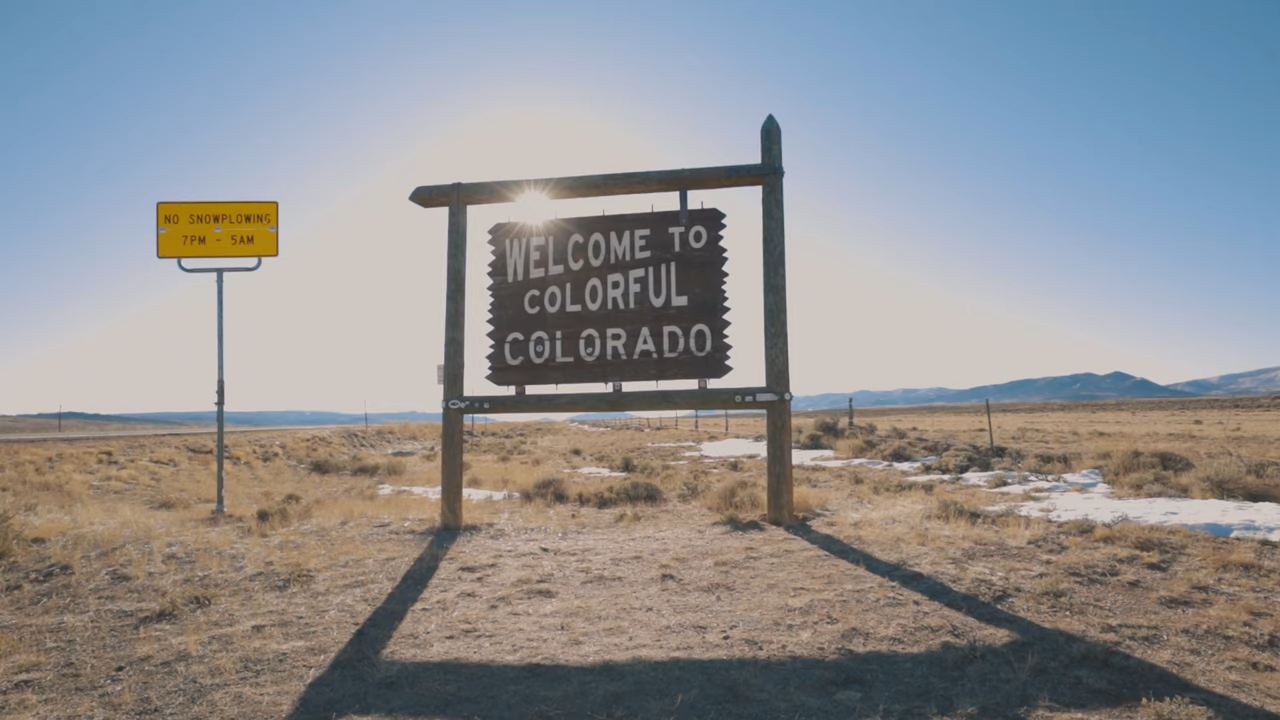 NO SNOWPLOWING
7PM - 5AM
WELCOME TO
COLORFUL
COLORADO